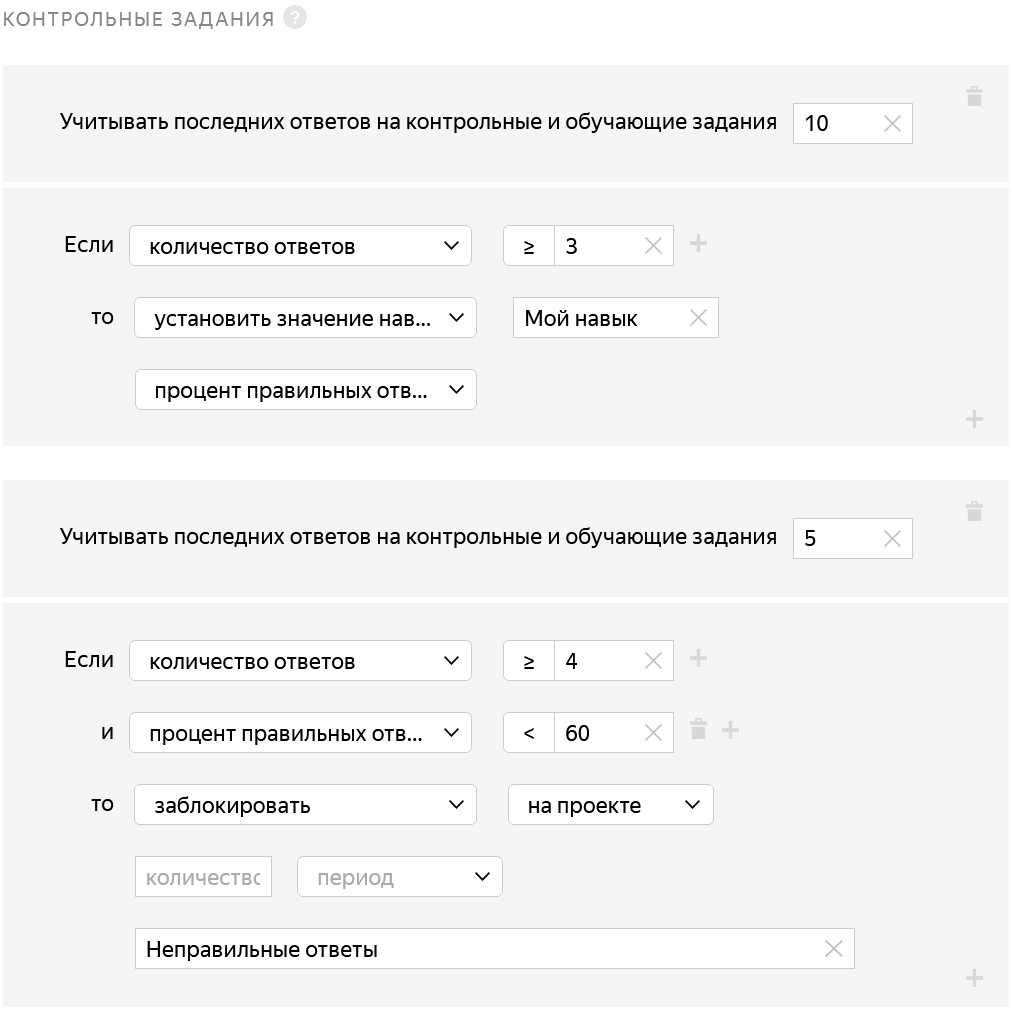 КОНТРОЛЬНЫЕ ЗАДАНИЯ ?
Учитывать последних ответов на контрольные и обучающие задания 10
Если количество ответов ≥ 3
то установить значение нав... Мой навык
процент правильных отв...
Учитывать последних ответов на контрольные и обучающие задания 5
Если количество ответов ≥ 4
и процент правильных отв... < 60
то заблокировать на проекте
количество период
Неправильные ответы